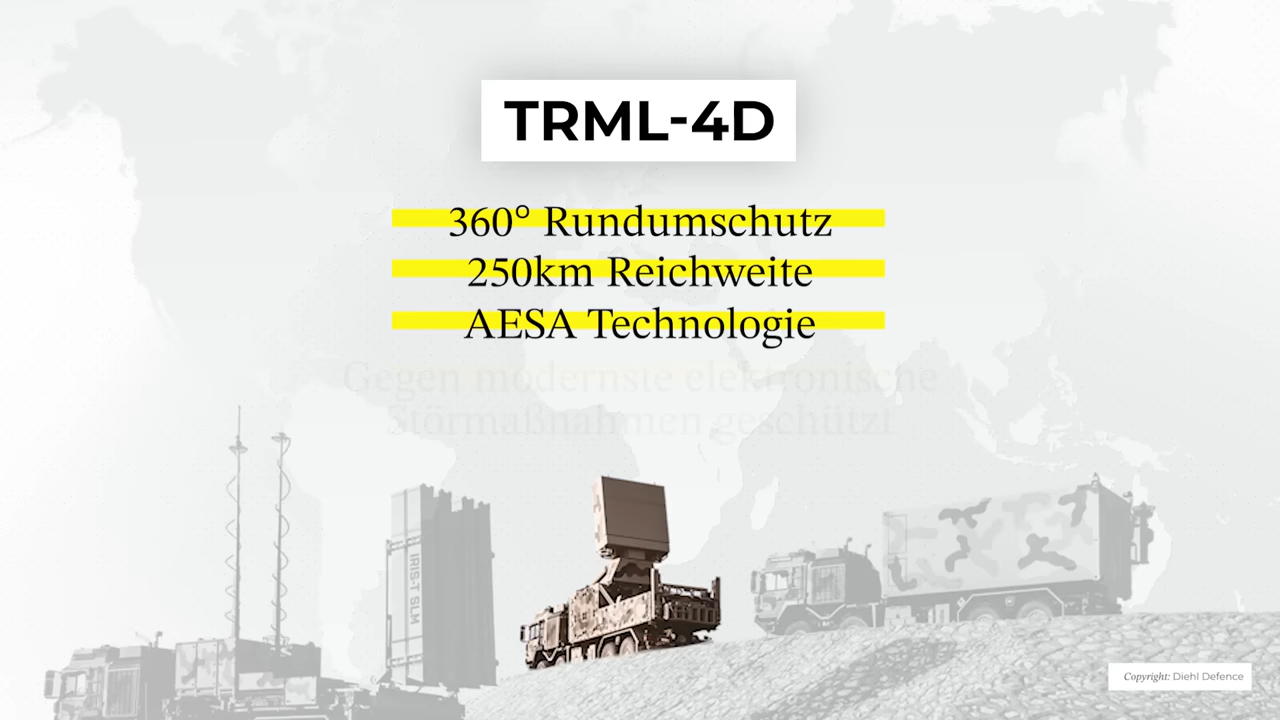 TRML-4D
360° Rundumschutz
250km Reichweite
AESA Technologie
Gegen modernste elektronische
Störmaßnahmen geschützt
IRIS-T SLM
Copyright: Diehl Defence